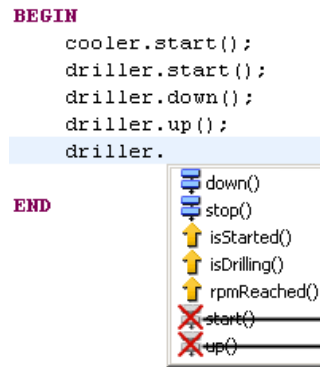 BEGIN
cooler.start();
driller.start();
driller.down();
driller.up();
driller.
down()
stop()
isStarted()
isDrilling()
rpmReached()
start()
up()
END